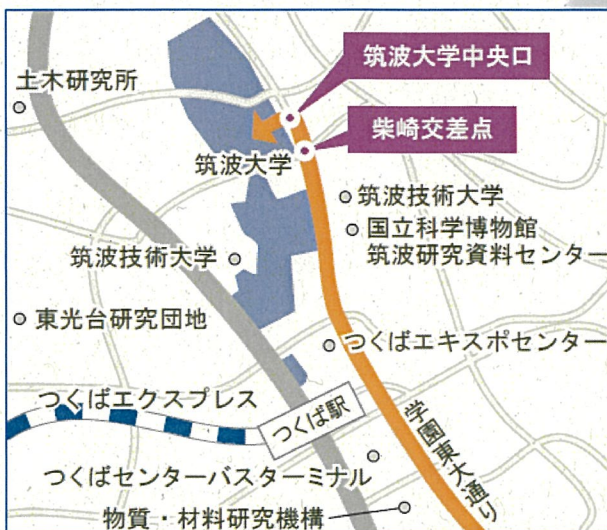 筑波大学中央口
土木研究所
柴崎交差点
筑波大学
筑波技術大学
国立科学博物館
筑波研究資料センター
筑波技術大学
東光台研究団地
つくばエキスポセンター
つくばエクスプレス
つくば駅
学園東大通り
つくばセンターバスターミナル
物質・材料研究機構